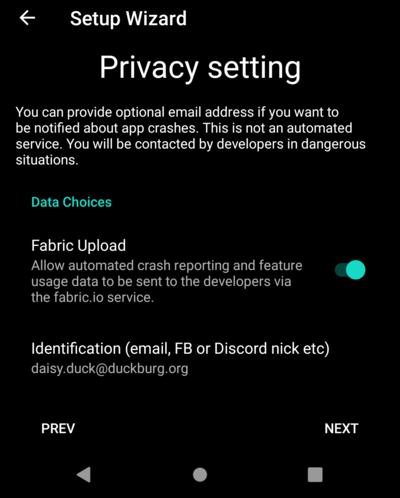 Setup Wizard
Privacy setting
You can provide optional email address if you want to
be notified about app crashes. This is not an automated
service. You will be contacted by developers in dangerous
situations.
Data Choices
Fabric Upload
Allow automated crash reporting and feature
usage data to be sent to the developers via
the fabric.io service.
Identification (email, FB or Discord nick etc)
daisy.duck@duckburg.org
PREV
NEXT